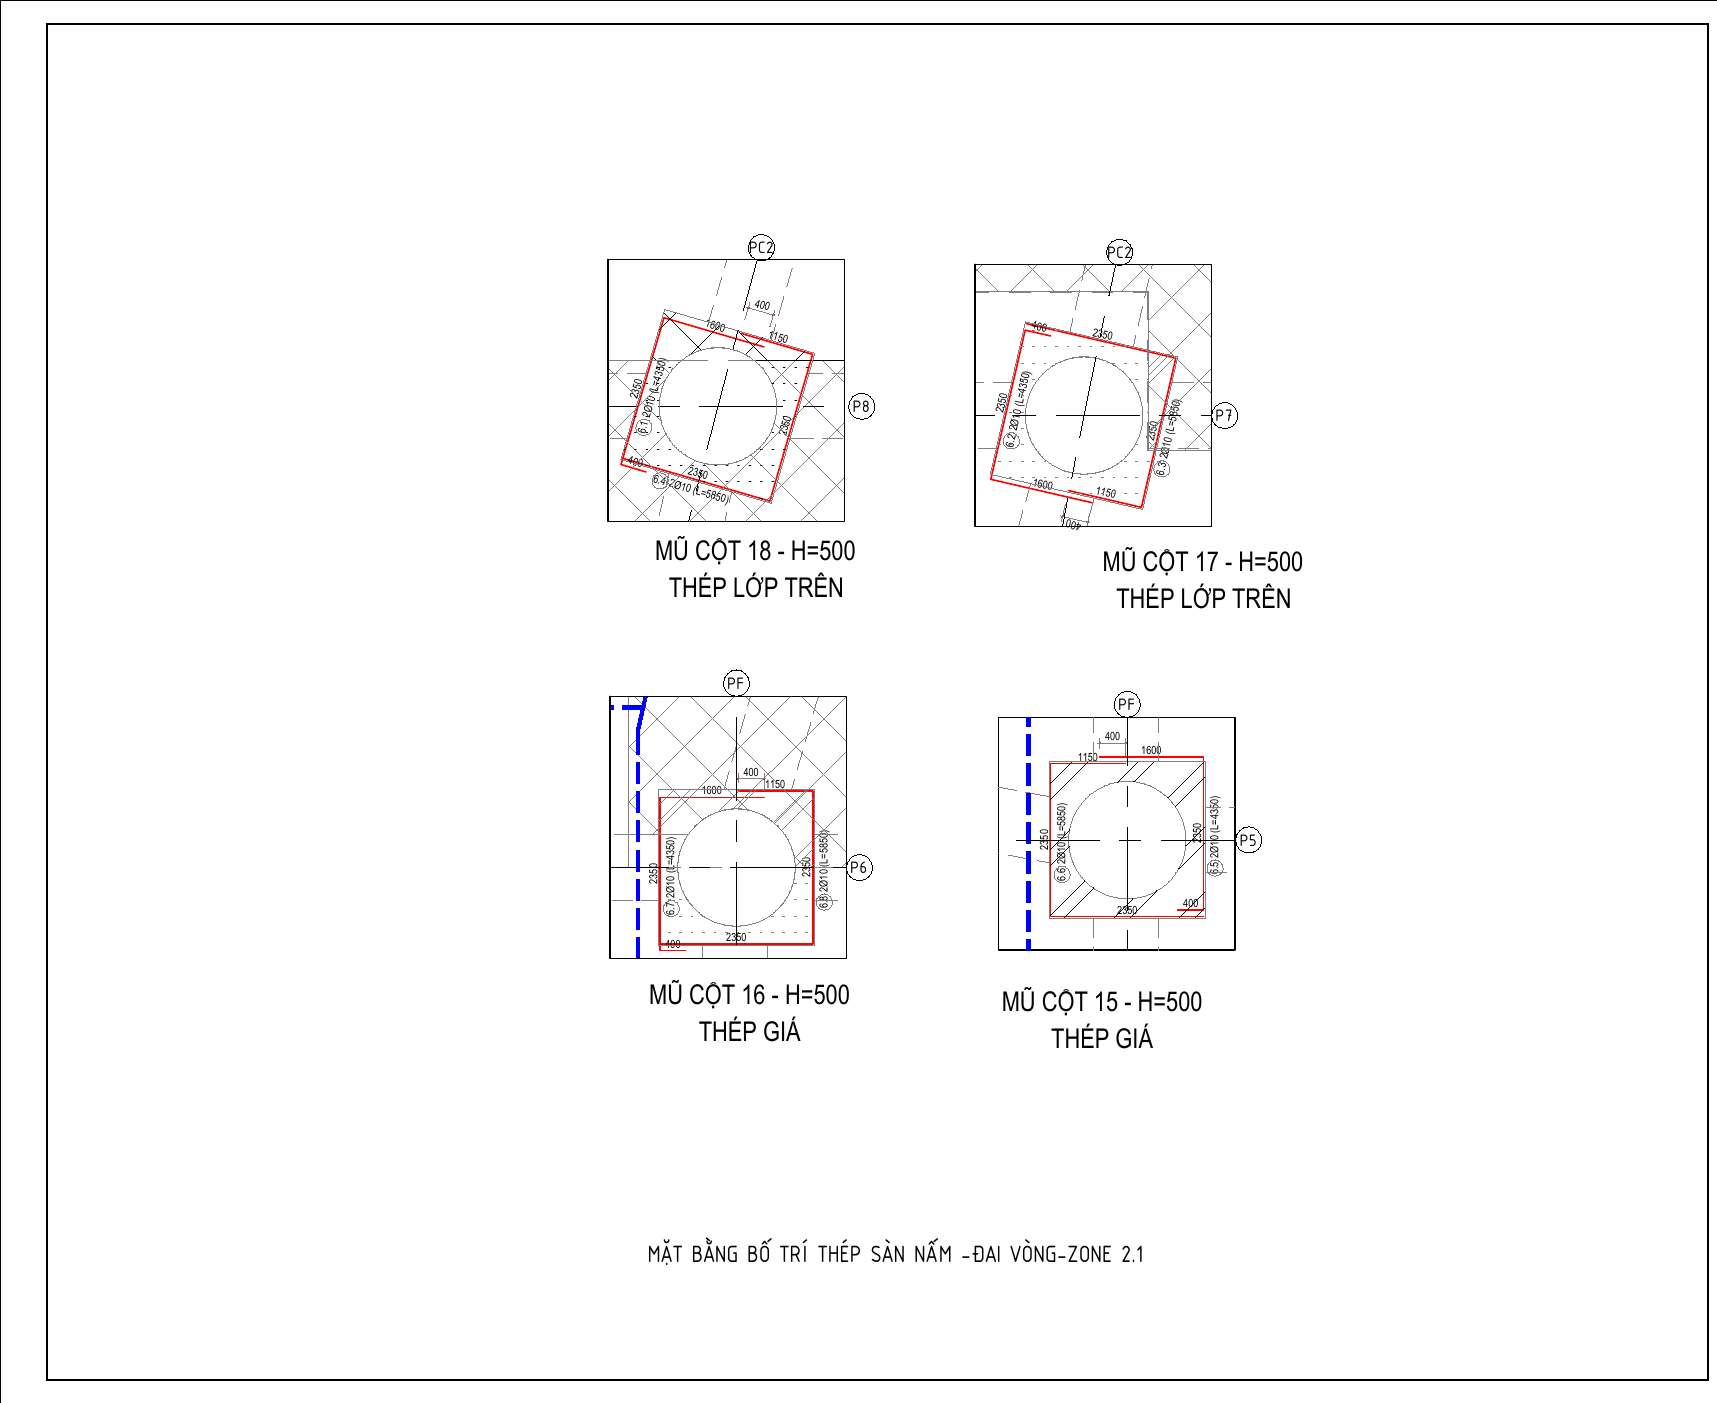 PC2
400
1600
1150
2350
6.1 2Ø10 (L=4350)
2350
P8
400
2350
6.4 2Ø10 (L=5850)
MŨ CỘT 18 - H=500
THÉP LỚP TRÊN
PC2
400
2350
2350
6.2 2Ø10 (L=4350)
2350
6.3 2Ø10 (L=5850)
P7
1600
1150
400
MŨ CỘT 17 - H=500
THÉP LỚP TRÊN
PF
400
1600
1150
2350
6.7 2Ø10 (L=4350)
2350
2Ø10 (L=5850)
P6
2350
400
MŨ CỘT 16 - H=500
THÉP GIÁ
PF
400
1150
1600
2350
6.6 2Ø10 (L=5850)
2350
6.5 2Ø10 (L=4350)
P5
2350
400
MŨ CỘT 15 - H=500
THÉP GIÁ
MẶT BẰNG BỐ TRÍ THÉP SÀN NẤM -ĐAI VÒNG-ZONE 2.1